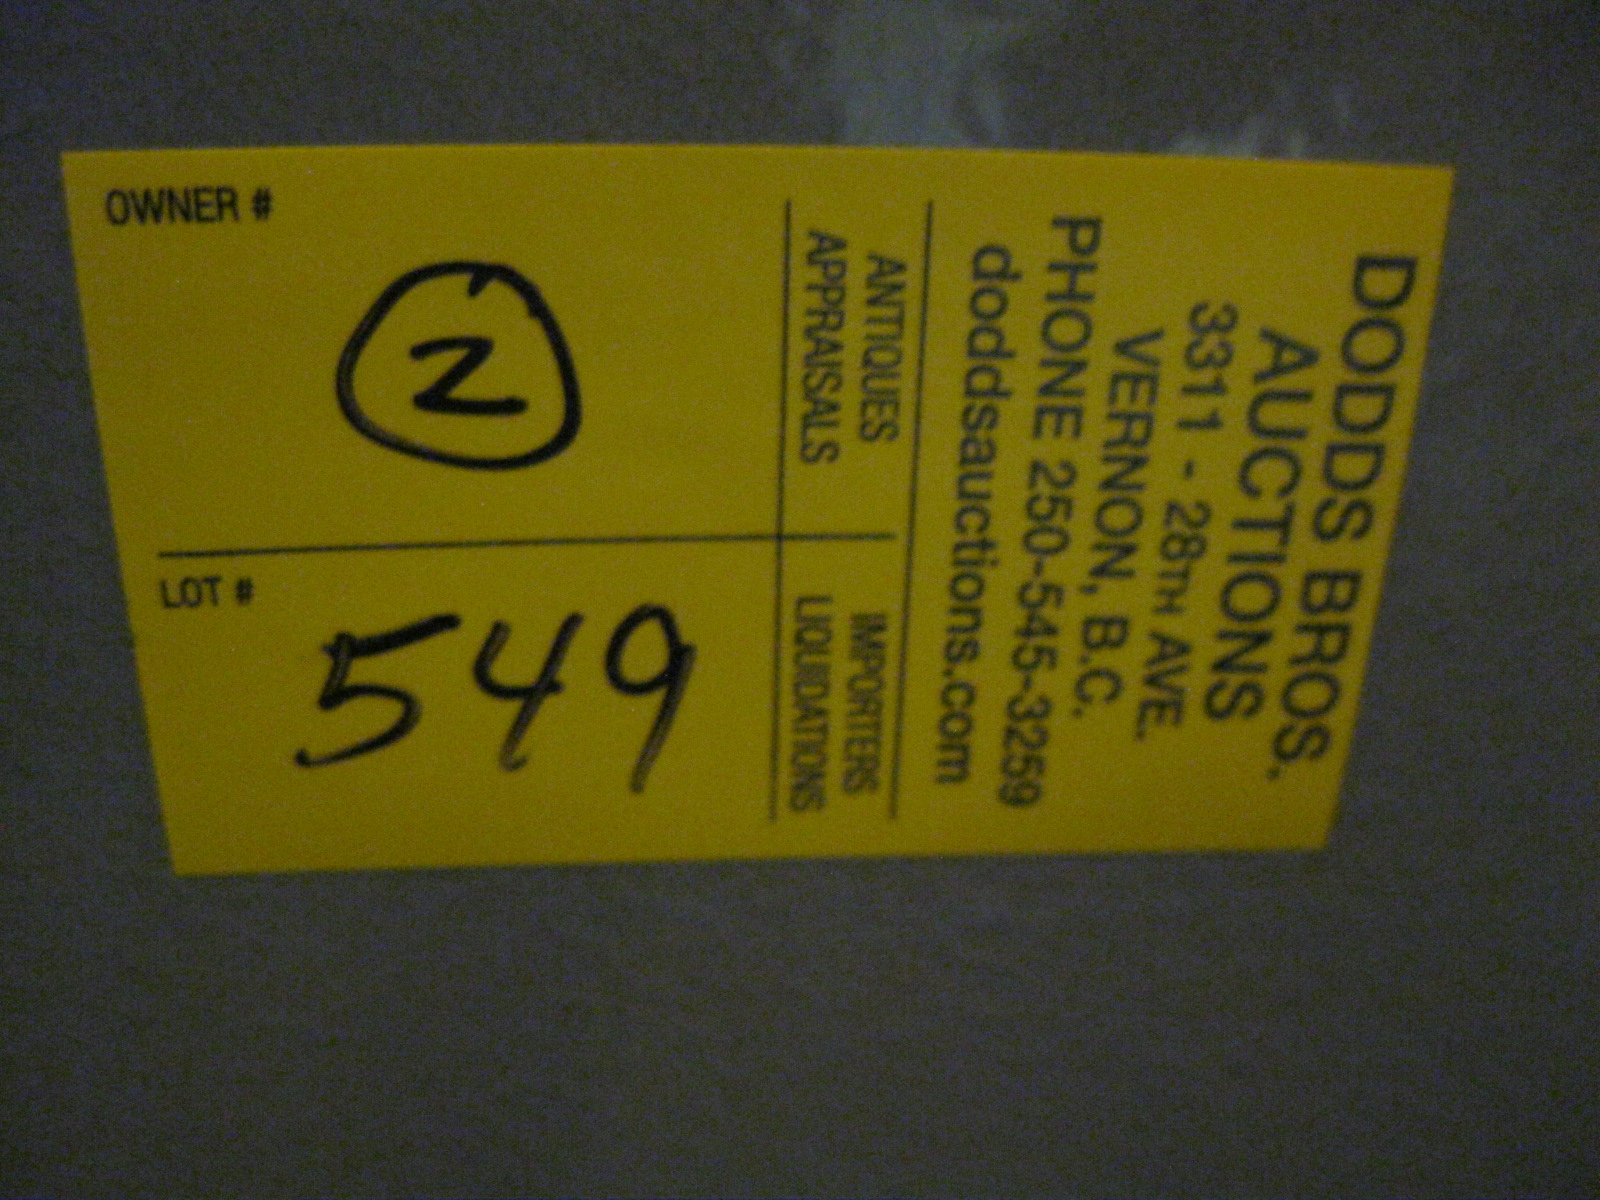 DODDS BROS.
AUCTIONS
3311 - 28TH AVE.
VERNON, B.C.
PHONE 250-545-3259
doddsauctions.com
ANTIQUES
APPRAISALS
IMPORTERS
LIQUIDATIONS
OWNER #
2
LOT #
549